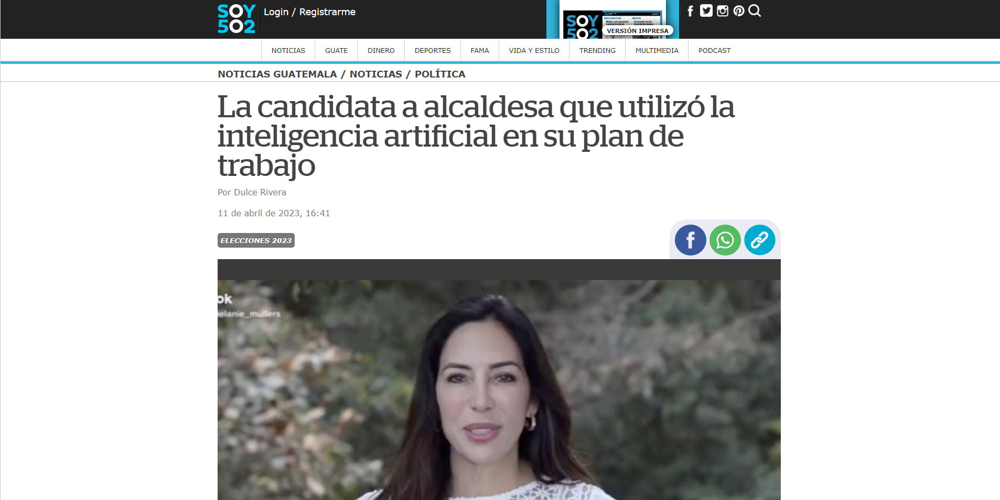 SOY
502
Login / Registrarme
SOY
502
VERSIÓN IMPRESA
NOTICIAS
GUATE
DINERO
DEPORTES
FAMA
VIDA Y ESTILO
TRENDING
MULTIMEDIA
PODCAST
NOTICIAS GUATEMALA / NOTICIAS / POLÍTICA
La candidata a alcaldesa que utilizó la
inteligencia artificial en su plan de
trabajo
Por Dulce Rivera
11 de abril de 2023, 16:41
ELECCIONES 2023
ok
elanie_mullers